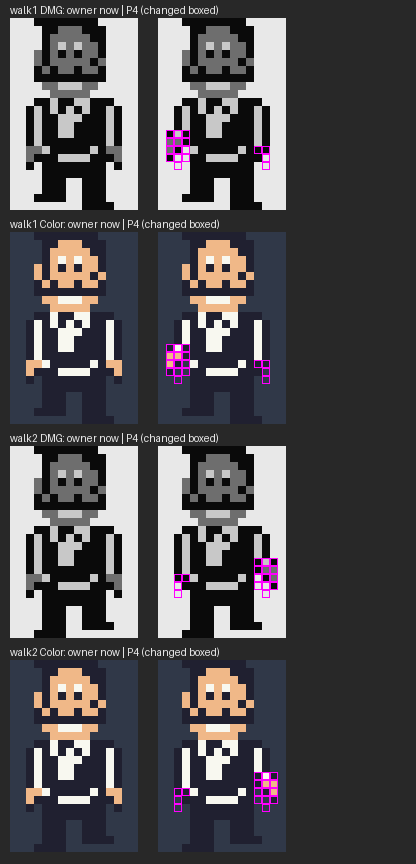 walk1 DMG: owner now | P4 (changed boxed)
walk1 Color: owner now | P4 (changed boxed)
walk2 DMG: owner now | P4 (changed boxed)
walk2 Color: owner now | P4 (changed boxed)